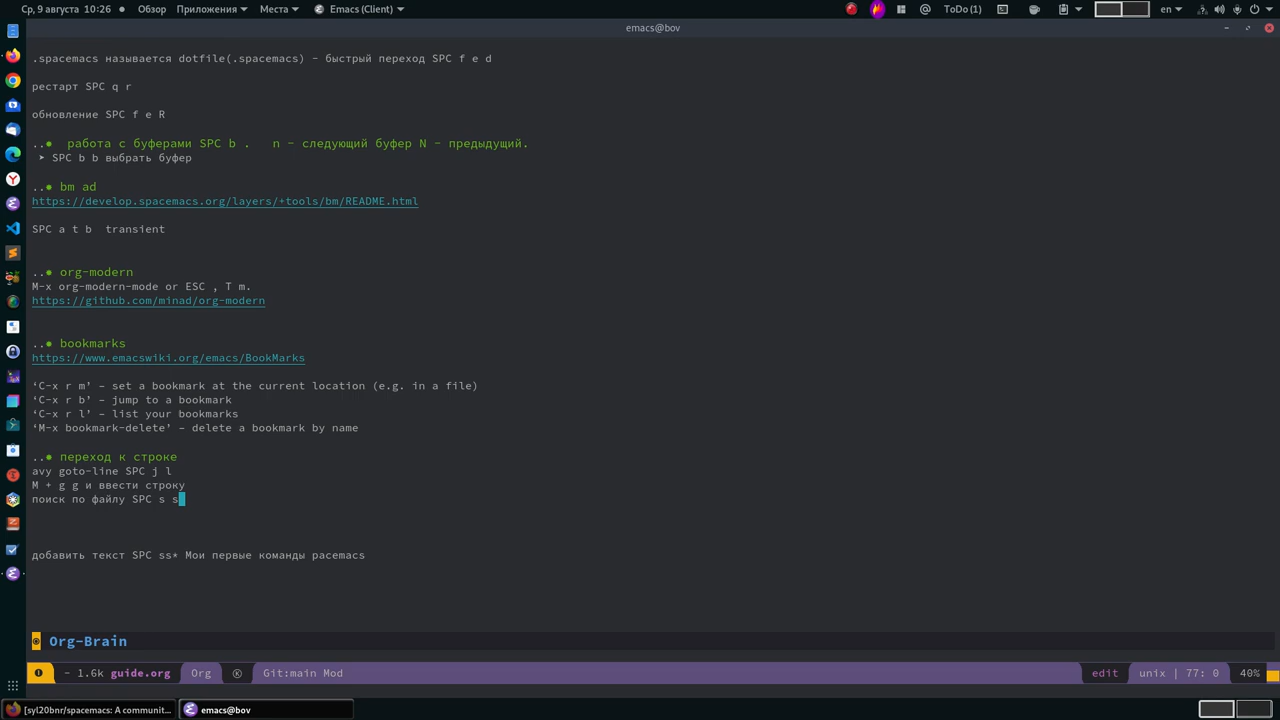 Ср, 9 августа 10:26 Обзор Приложения Места Emacs (Client) ToDo (1) en
emacs@bov
.spacemacs называется dotfile(.spacemacs) – быстрый переход SPC f e d
рестарт SPC q r
обновление SPC f e R
..● работа с буферами SPC b . n – следующий буфер N – предыдущий.
➤ SPC b b выбрать буфер
..● bm ad
https://develop.spacemacs.org/layers/+tools/bm/README.html
SPC a t b transient
..● org-modern
M-x org-modern-mode or ESC , T m.
https://github.com/minad/org-modern
..● bookmarks
https://www.emacswiki.org/emacs/BookMarks
‘C-x r m’ – set a bookmark at the current location (e.g. in a file)
‘C-x r b’ – jump to a bookmark
‘C-x r l’ – list your bookmarks
‘M-x bookmark-delete’ – delete a bookmark by name
..● переход к строке
avy goto-line SPC j l
M + g g и ввести строку
поиск по файлу SPC s s
добавить текст SPC ss* Мои первые команды pacemacs
Org-Brain
- 1.6k guide.org Org Ⓚ Git:main Mod edit unix | 77: 0 40%
[syl20bnr/spacemacs: A communit... emacs@bov